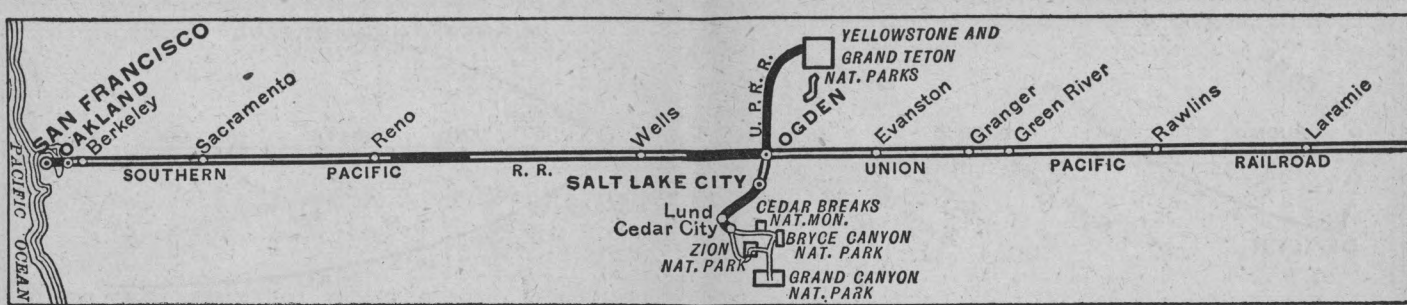 SAN FRANCISCO
OAKLAND
Berkeley
Sacramento
Reno
Wells
OGDEN
Evanston
Granger
Green River
Rawlins
Laramie
YELLOWSTONE AND
GRAND TETON
NAT. PARKS
U. P. R. R.
SOUTHERN PACIFIC R. R.
UNION PACIFIC RAILROAD
SALT LAKE CITY
Lund
Cedar City
CEDAR BREAKS
NAT. MON.
BRYCE CANYON
NAT. PARK
ZION
NAT. PARK
GRAND CANYON
NAT. PARK
PACIFIC OCEAN